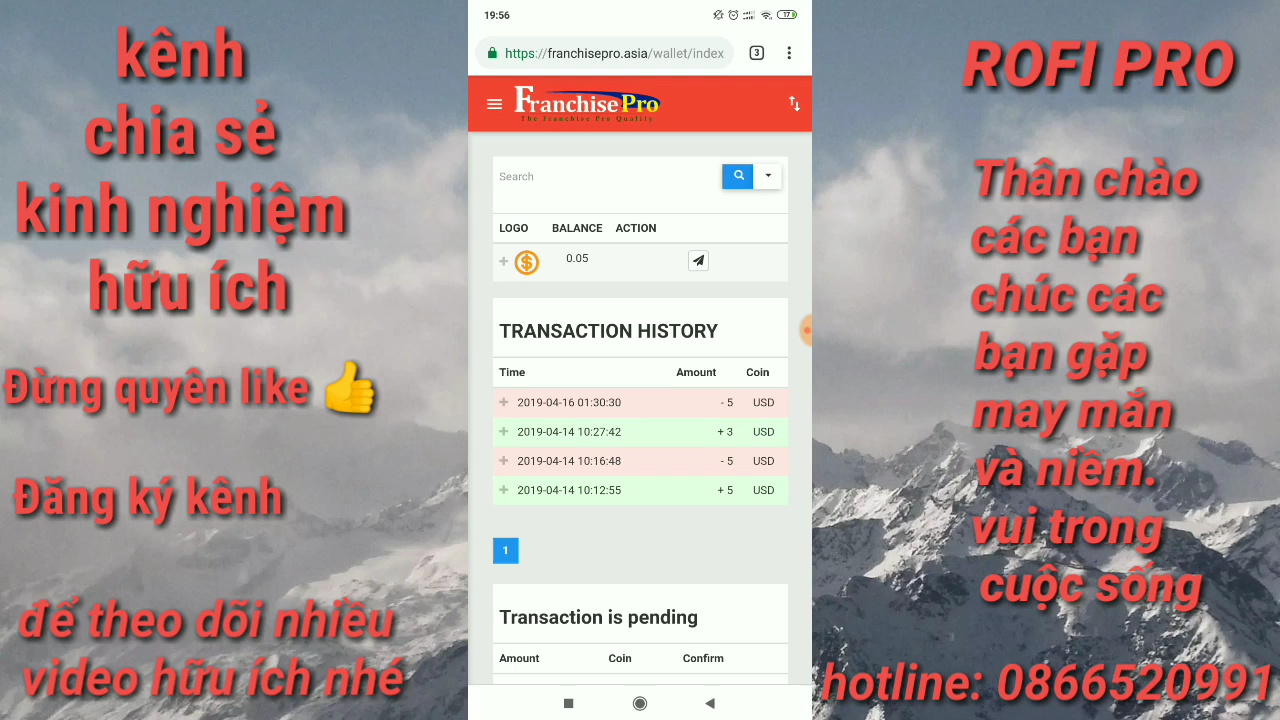 kênh
chia sẻ
kinh nghiệm
hữu ích
Đừng quyên like 👍
Đăng ký kênh
để theo dõi nhiều
video hữu ích nhé
19:56
17
https://franchisepro.asia/wallet/index
3
FranchisePro
The Franchise Pro Quality
Search
LOGO BALANCE ACTION
0.05
TRANSACTION HISTORY
Time Amount Coin
2019-04-16 01:30:30 - 5 USD
2019-04-14 10:27:42 + 3 USD
2019-04-14 10:16:48 - 5 USD
2019-04-14 10:12:55 + 5 USD
1
Transaction is pending
Amount Coin Confirm
ROFI PRO
Thân chào
các bạn
chúc các
bạn gặp
may mắn
và niềm.
vui trong
cuộc sống
hotline: 0866520991